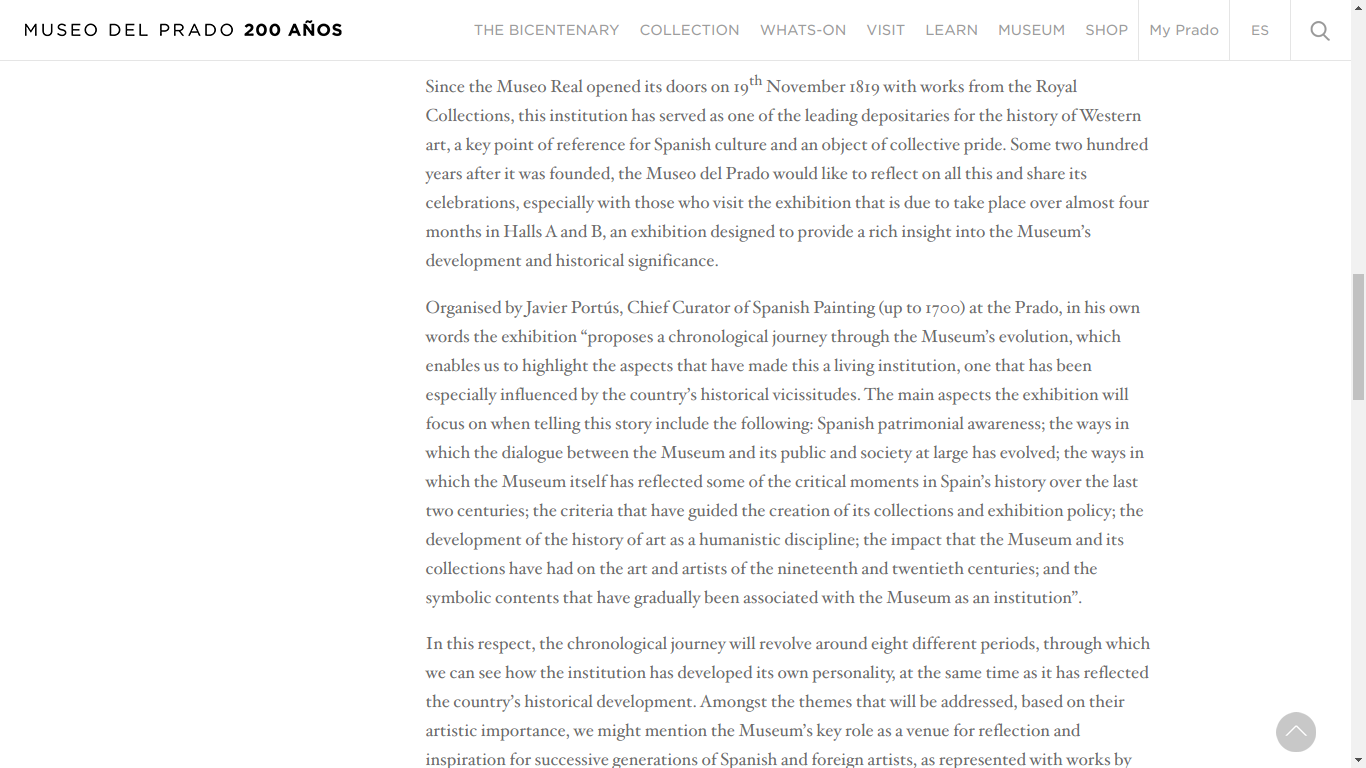 MUSEO DEL PRADO 200 AÑOS
THE BICENTENARY COLLECTION WHATS-ON VISIT LEARN MUSEUM SHOP My Prado ES
Since the Museo Real opened its doors on 19th November 1819 with works from the Royal
Collections, this institution has served as one of the leading depositaries for the history of Western
art, a key point of reference for Spanish culture and an object of collective pride. Some two hundred
years after it was founded, the Museo del Prado would like to reflect on all this and share its
celebrations, especially with those who visit the exhibition that is due to take place over almost four
months in Halls A and B, an exhibition designed to provide a rich insight into the Museum’s
development and historical significance.
Organised by Javier Portús, Chief Curator of Spanish Painting (up to 1700) at the Prado, in his own
words the exhibition “proposes a chronological journey through the Museum’s evolution, which
enables us to highlight the aspects that have made this a living institution, one that has been
especially influenced by the country’s historical vicissitudes. The main aspects the exhibition will
focus on when telling this story include the following: Spanish patrimonial awareness; the ways in
which the dialogue between the Museum and its public and society at large has evolved; the ways in
which the Museum itself has reflected some of the critical moments in Spain’s history over the last
two centuries; the criteria that have guided the creation of its collections and exhibition policy; the
development of the history of art as a humanistic discipline; the impact that the Museum and its
collections have had on the art and artists of the nineteenth and twentieth centuries; and the
symbolic contents that have gradually been associated with the Museum as an institution”.
In this respect, the chronological journey will revolve around eight different periods, through which
we can see how the institution has developed its own personality, at the same time as it has reflected
the country’s historical development. Amongst the themes that will be addressed, based on their
artistic importance, we might mention the Museum’s key role as a venue for reflection and
inspiration for successive generations of Spanish and foreign artists, as represented with works by